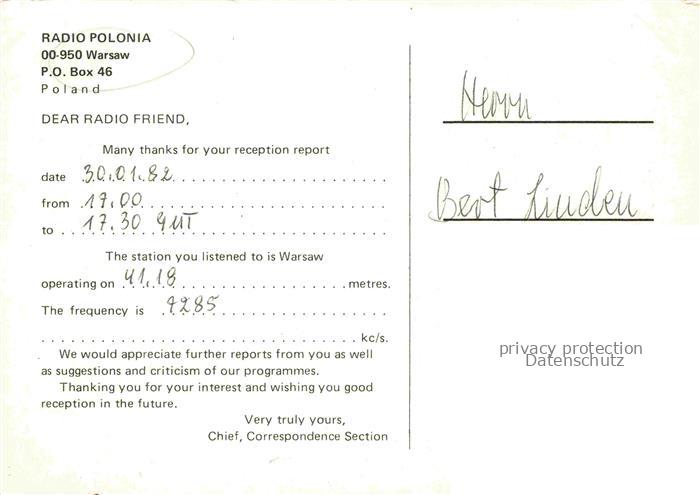 RADIO POLONIA
00-950 Warsaw
P.O. Box 46
Poland
DEAR RADIO FRIEND,
Many thanks for your reception report
date 30.01.82
from 17.00
to 17.30 GMT
The station you listened to is Warsaw
operating on 41,18 metres.
The frequency is 7285
kc/s.
We would appreciate further reports from you as well
as suggestions and criticism of our programmes.
Thanking you for your interest and wishing you good
reception in the future.
Very truly yours,
Chief, Correspondence Section
Herrn
Bert Linden
privacy protection
Datenschutz